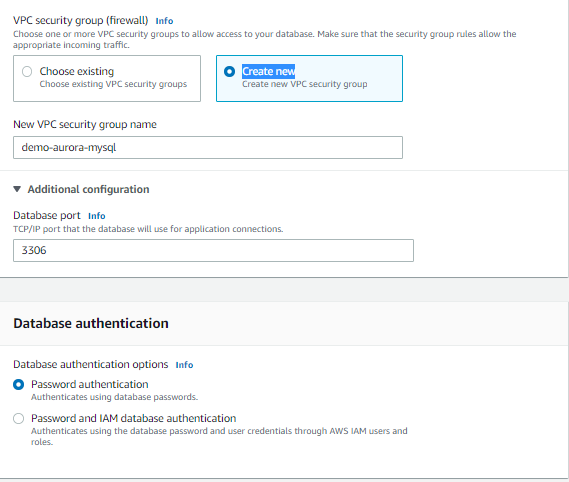 VPC security group (firewall) Info
Choose one or more VPC security groups to allow access to your database. Make sure that the security group rules allow the
appropriate incoming traffic.
Choose existing
Choose existing VPC security groups
Create new
Create new VPC security group
New VPC security group name
demo-aurora-mysql
Additional configuration
Database port Info
TCP/IP port that the database will use for application connections.
3306
Database authentication
Database authentication options Info
Password authentication
Authenticates using database passwords.
Password and IAM database authentication
Authenticates using the database password and user credentials through AWS IAM users and
roles.